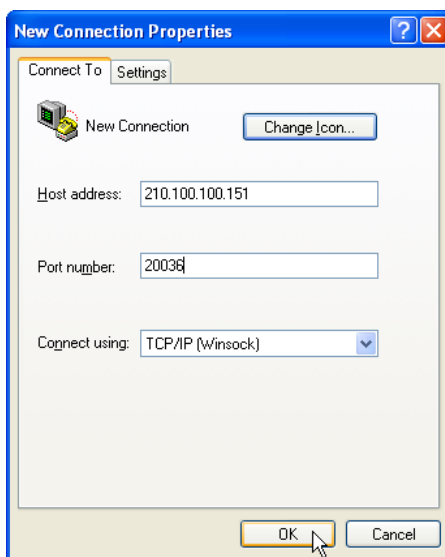 New Connection Properties
Connect To Settings
New Connection Change Icon...
Host address: 210.100.100.151
Port number: 20036
Connect using: TCP/IP (Winsock)
OK Cancel